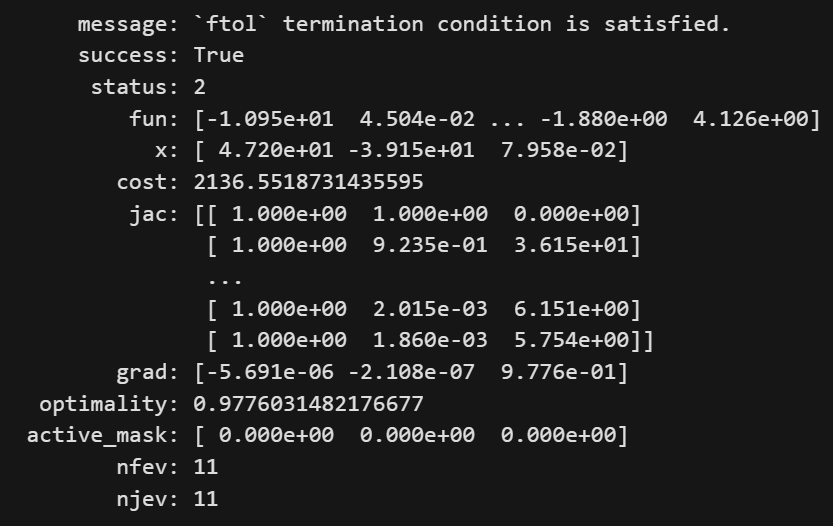 message: `ftol` termination condition is satisfied.
success: True
status: 2
fun: [-1.095e+01  4.504e-02 ... -1.880e+00  4.126e+00]
x: [ 4.720e+01 -3.915e+01  7.958e-02]
cost: 2136.5518731435595
jac: [[ 1.000e+00  1.000e+00  0.000e+00]
[ 1.000e+00  9.235e-01  3.615e+01]
...
[ 1.000e+00  2.015e-03  6.151e+00]
[ 1.000e+00  1.860e-03  5.754e+00]]
grad: [-5.691e-06 -2.108e-07  9.776e-01]
optimality: 0.9776031482176677
active_mask: [ 0.000e+00  0.000e+00  0.000e+00]
nfev: 11
njev: 11